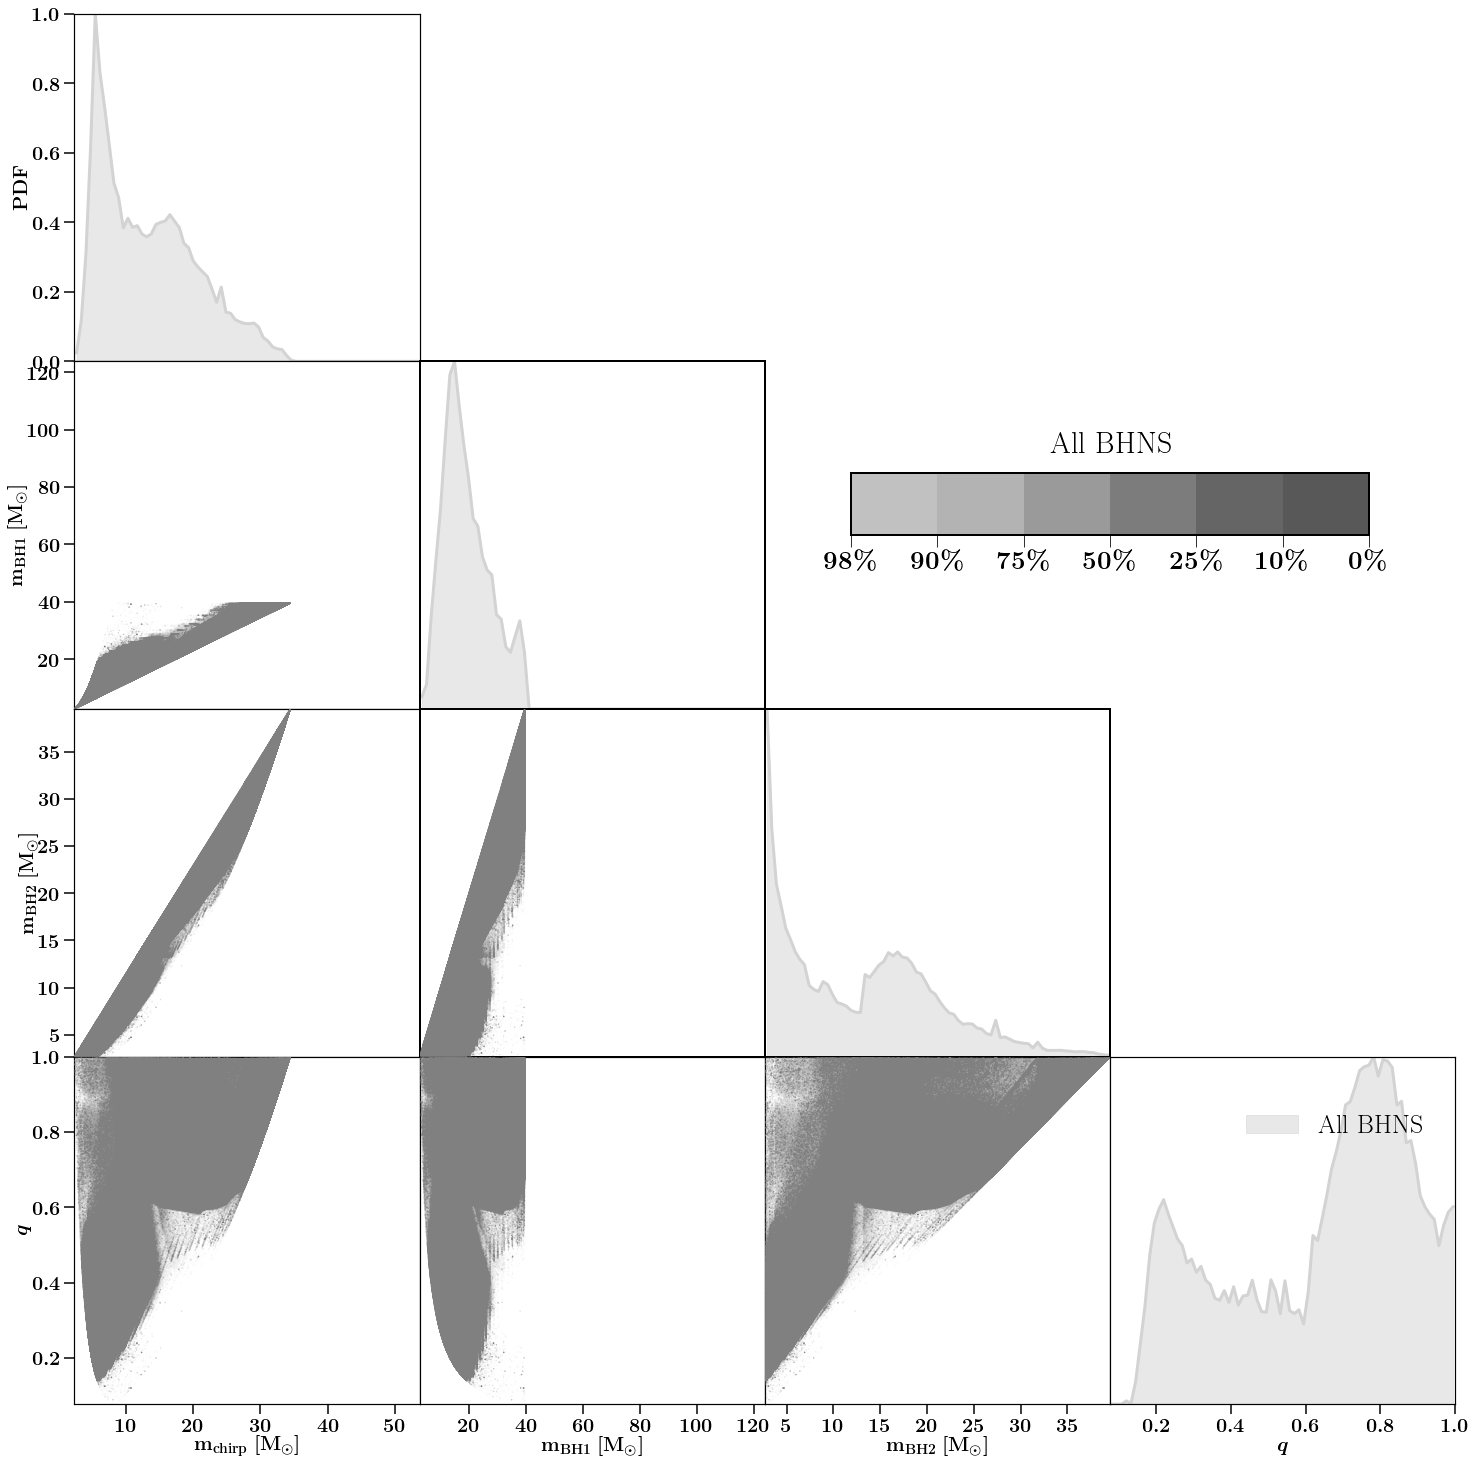 1.0
0.8
0.6
0.4
0.2
0.0
PDF
120
100
80
60
40
20
m_BH1 [M_⊙]
All BHNS
98% 90% 75% 50% 25% 10% 0%
35
30
25
20
15
10
5
m_BH2 [M_⊙]
1.0
0.8
0.6
0.4
0.2
q
All BHNS
10 20 30 40 50
m_chirp [M_⊙]
20 40 60 80 100 120
m_BH1 [M_⊙]
5 10 15 20 25 30 35
m_BH2 [M_⊙]
0.2 0.4 0.6 0.8 1.0
q